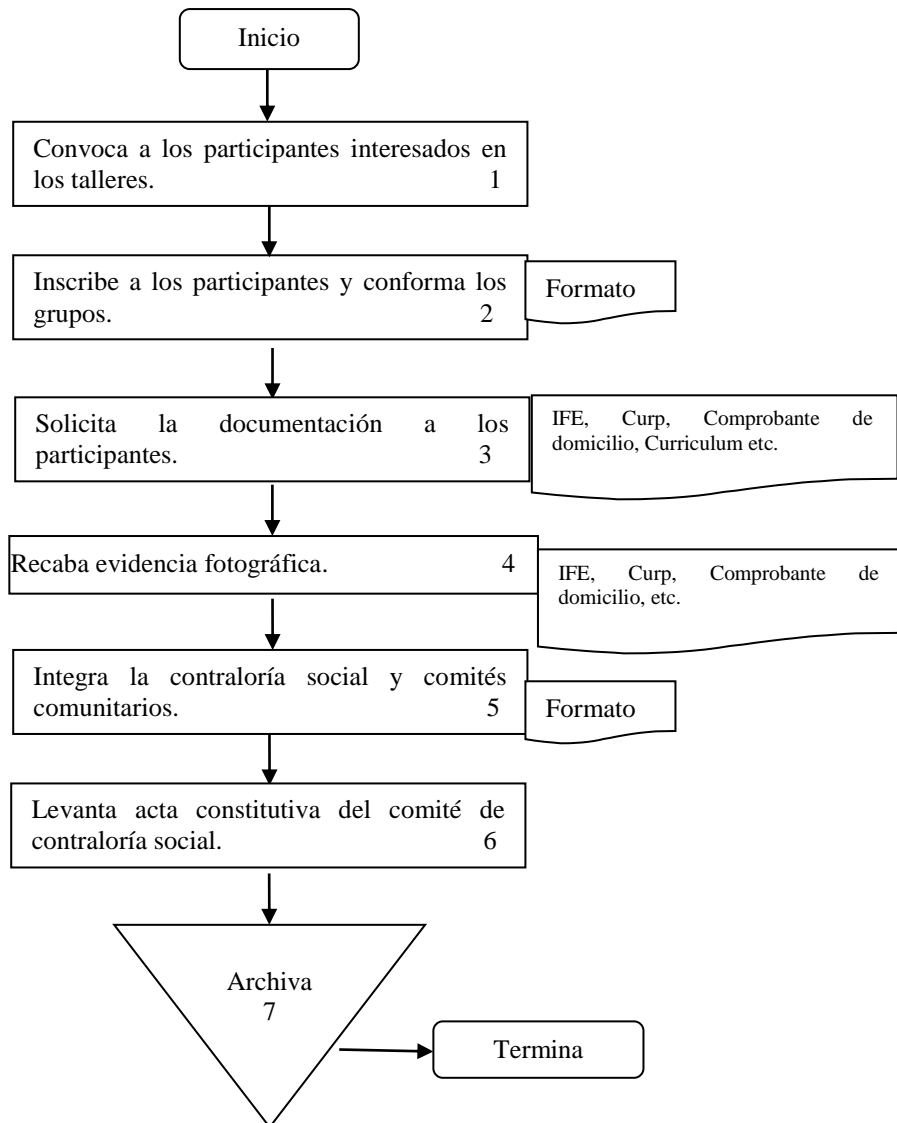 Inicio
Convoca a los participantes interesados en
los talleres. 1
Inscribe a los participantes y conforma los
grupos. 2
Formato
Solicita la documentación a los
participantes. 3
IFE, Curp, Comprobante de
domicilio, Curriculum etc.
Recaba evidencia fotográfica. 4
IFE, Curp, Comprobante de
domicilio, etc.
Integra la contraloría social y comités
comunitarios. 5
Formato
Levanta acta constitutiva del comité de
contraloría social. 6
Archiva
7
Termina